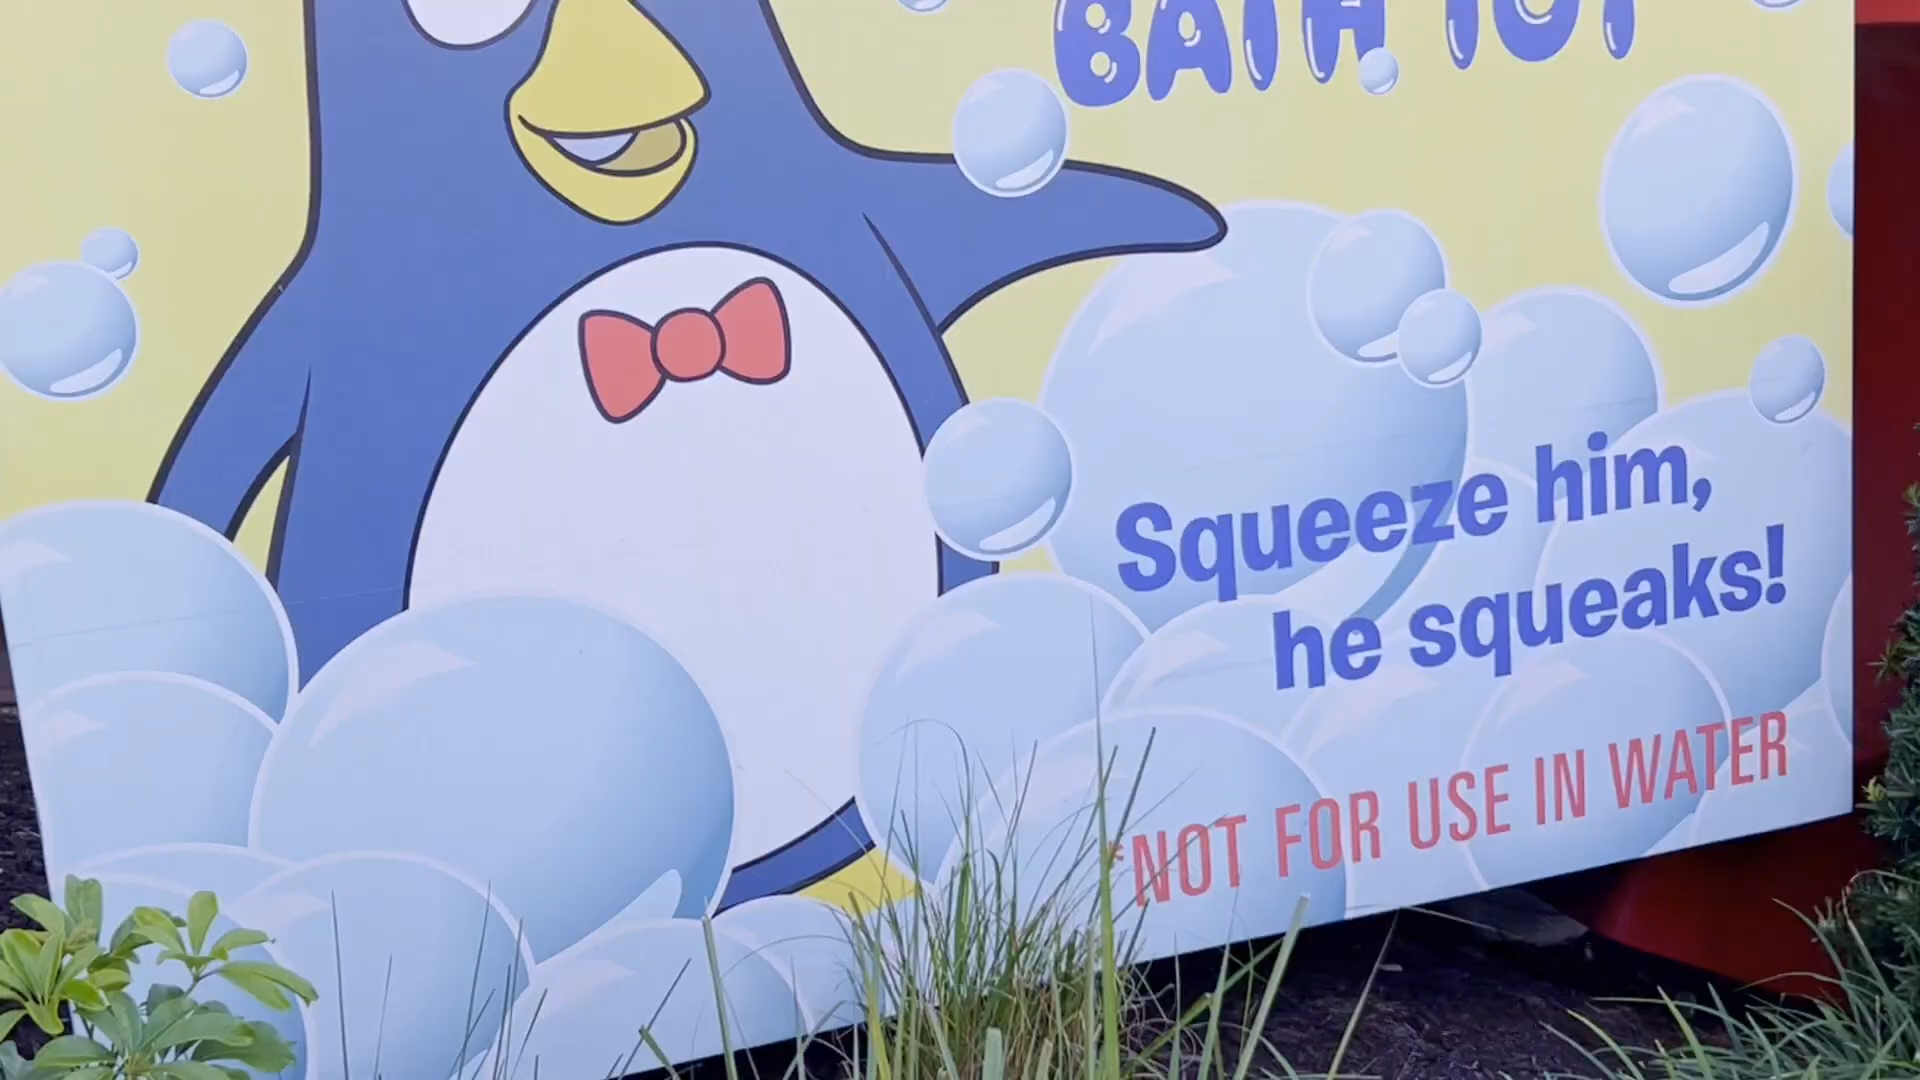 BATH TOY
Squeeze him,
he squeaks!
*NOT FOR USE IN WATER